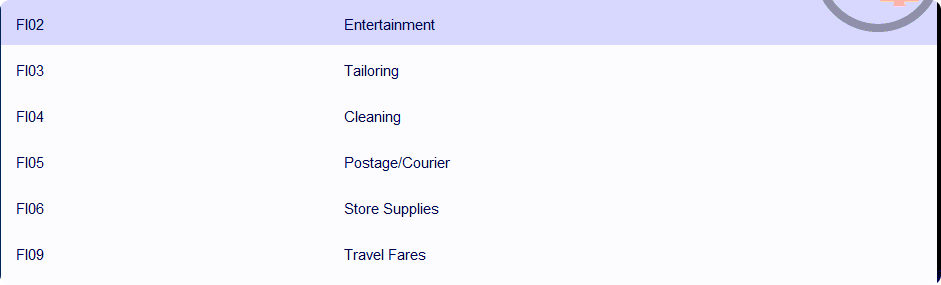 FI02 Entertainment
FI03 Tailoring
FI04 Cleaning
FI05 Postage/Courier
FI06 Store Supplies
FI09 Travel Fares